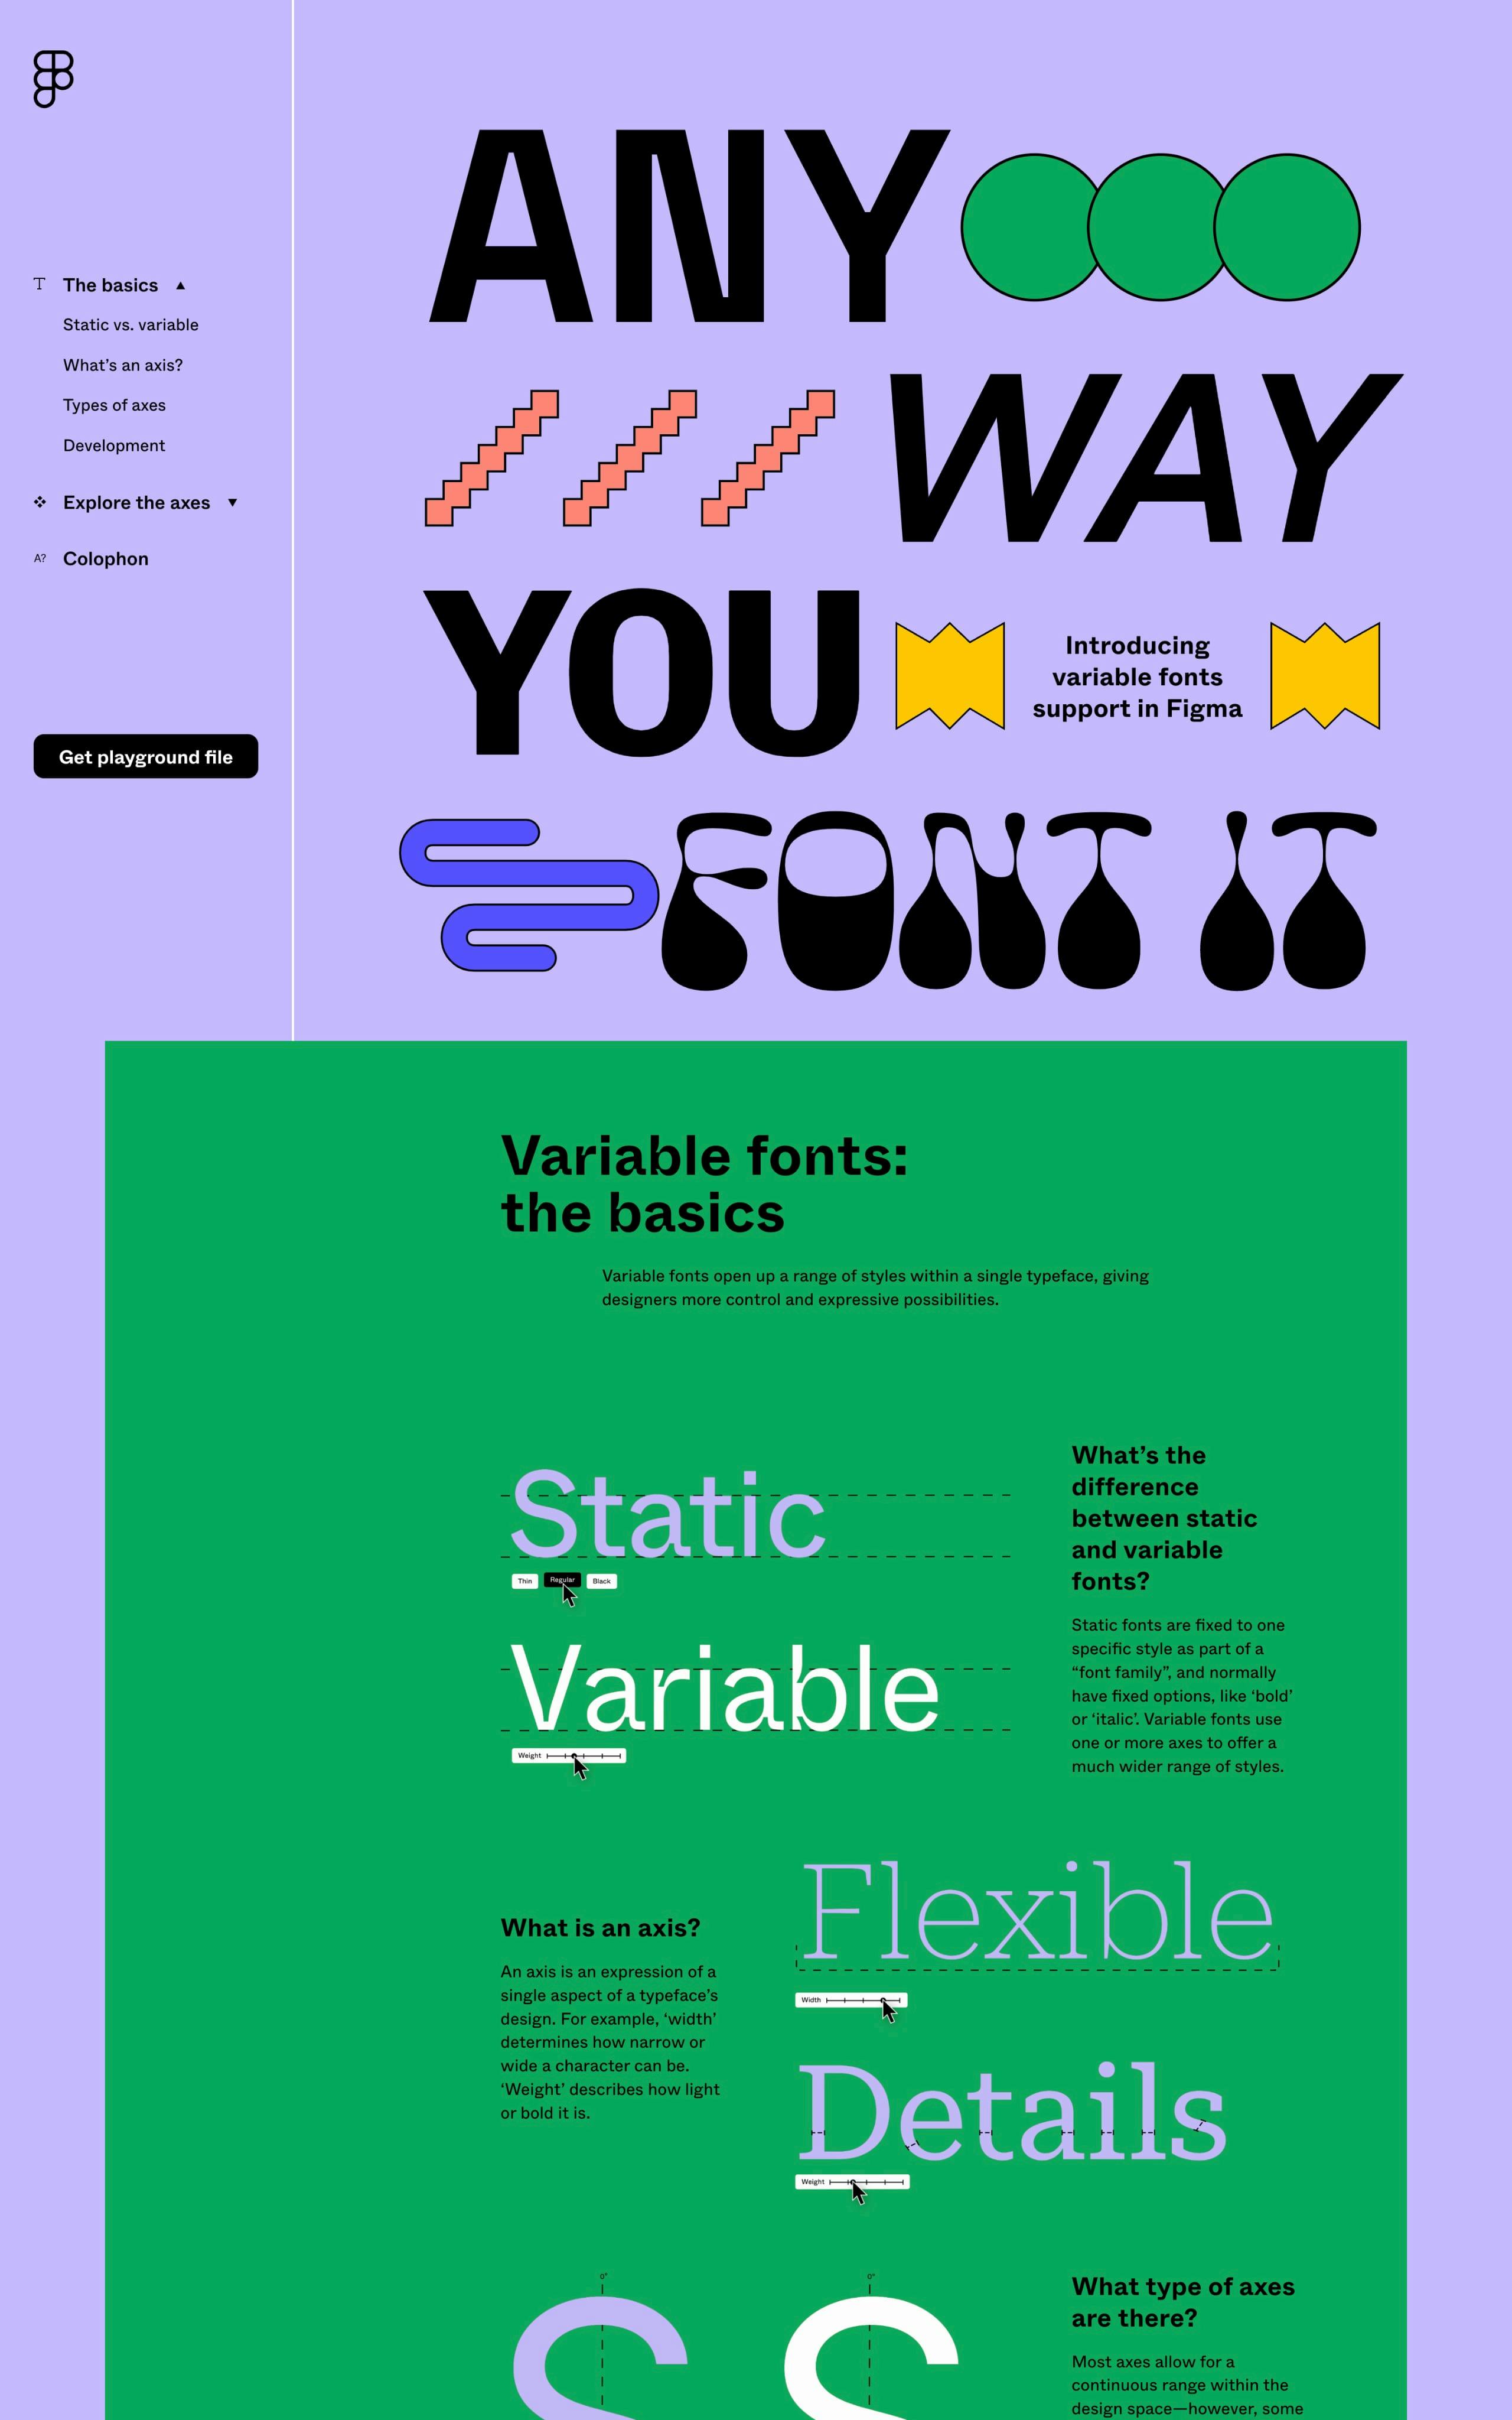 The basics ▲
Static vs. variable
What’s an axis?
Types of axes
Development
Explore the axes ▼
A? Colophon
Get playground file
ANY
WAY
YOU
Introducing
variable fonts
support in Figma
FONT IT
Variable fonts:
the basics
Variable fonts open up a range of styles within a single typeface, giving
designers more control and expressive possibilities.
Static
Thin Regular Black
Variable
Weight
What’s the
difference
between static
and variable
fonts?
Static fonts are fixed to one
specific style as part of a
“font family”, and normally
have fixed options, like ‘bold’
or ‘italic’. Variable fonts use
one or more axes to offer a
much wider range of styles.
What is an axis?
An axis is an expression of a
single aspect of a typeface’s
design. For example, ‘width’
determines how narrow or
wide a character can be.
‘Weight’ describes how light
or bold it is.
Flexible
Width
Details
Weight
0°
S
0°
S
What type of axes
are there?
Most axes allow for a
continuous range within the
design space—however, some